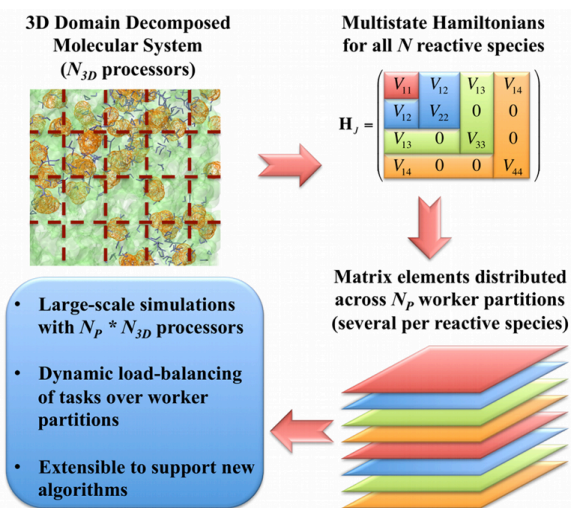 3D Domain Decomposed
Molecular System
(N3D processors)
Multistate Hamiltonians
for all N reactive species
HJ =
V11 V12 V13 V14
V12 V22 0 0
V13 0 V33 0
V14 0 0 V44
Matrix elements distributed
across NP worker partitions
(several per reactive species)
• Large-scale simulations
with NP * N3D processors
• Dynamic load-balancing
of tasks over worker
partitions
• Extensible to support new
algorithms